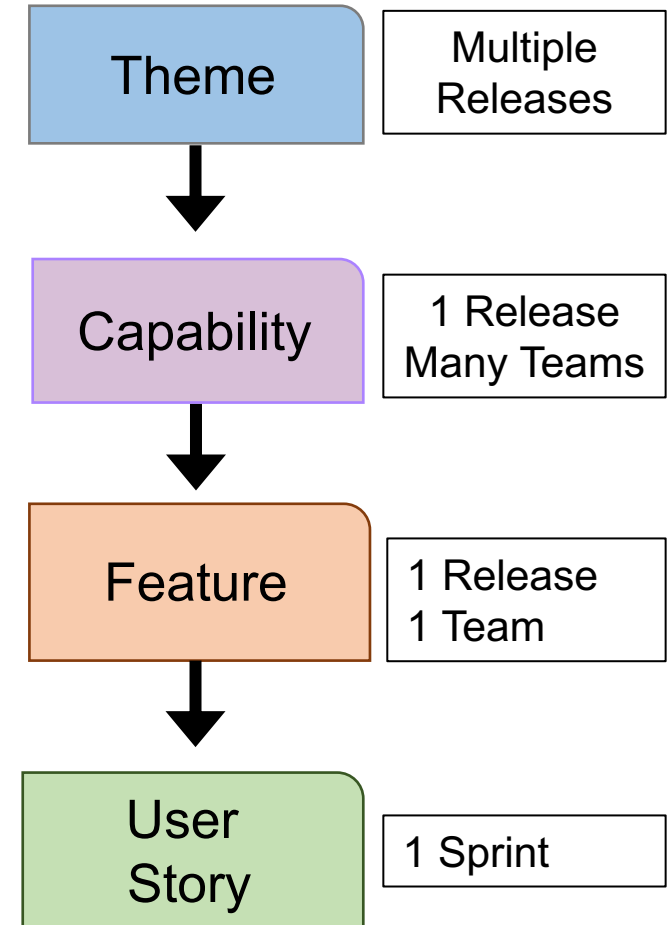 Theme
Multiple
Releases
Capability
1 Release
Many Teams
Feature
1 Release
1 Team
User
Story
1 Sprint